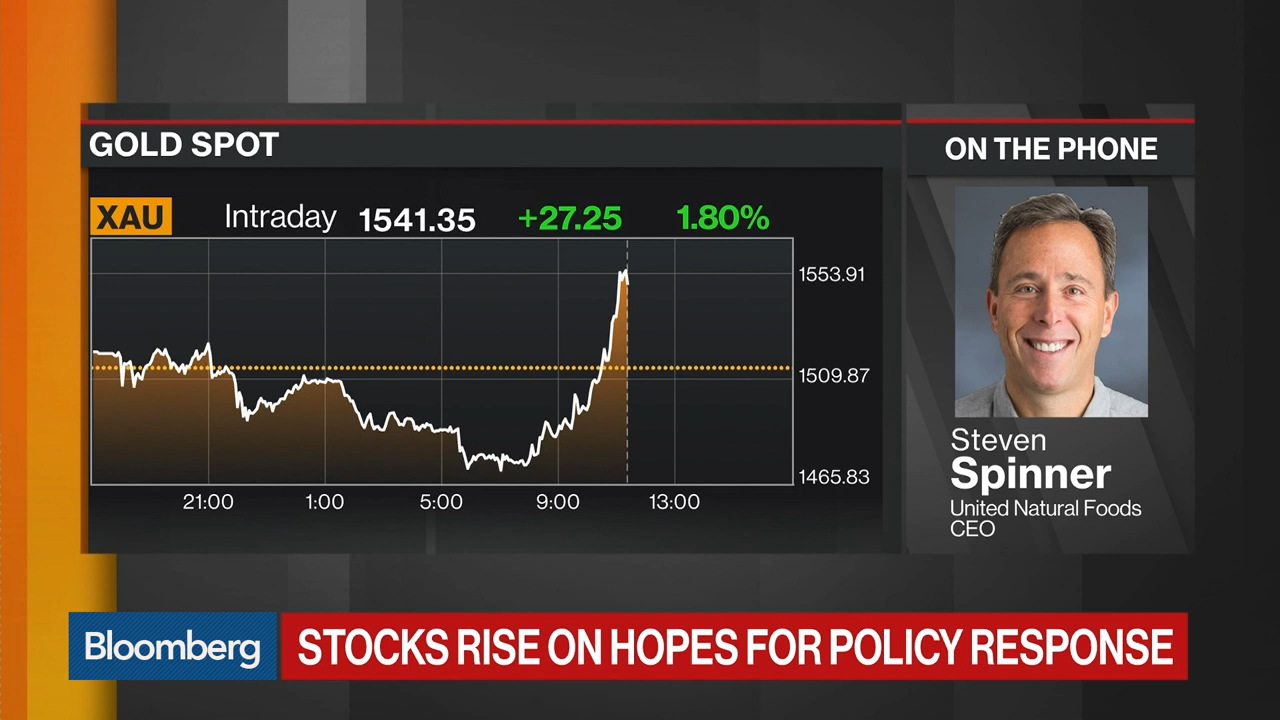 GOLD SPOT
XAU Intraday 1541.35 +27.25 1.80%
1553.91
1509.87
1465.83
21:00 1:00 5:00 9:00 13:00
ON THE PHONE
Steven
Spinner
United Natural Foods
CEO
Bloomberg
STOCKS RISE ON HOPES FOR POLICY RESPONSE